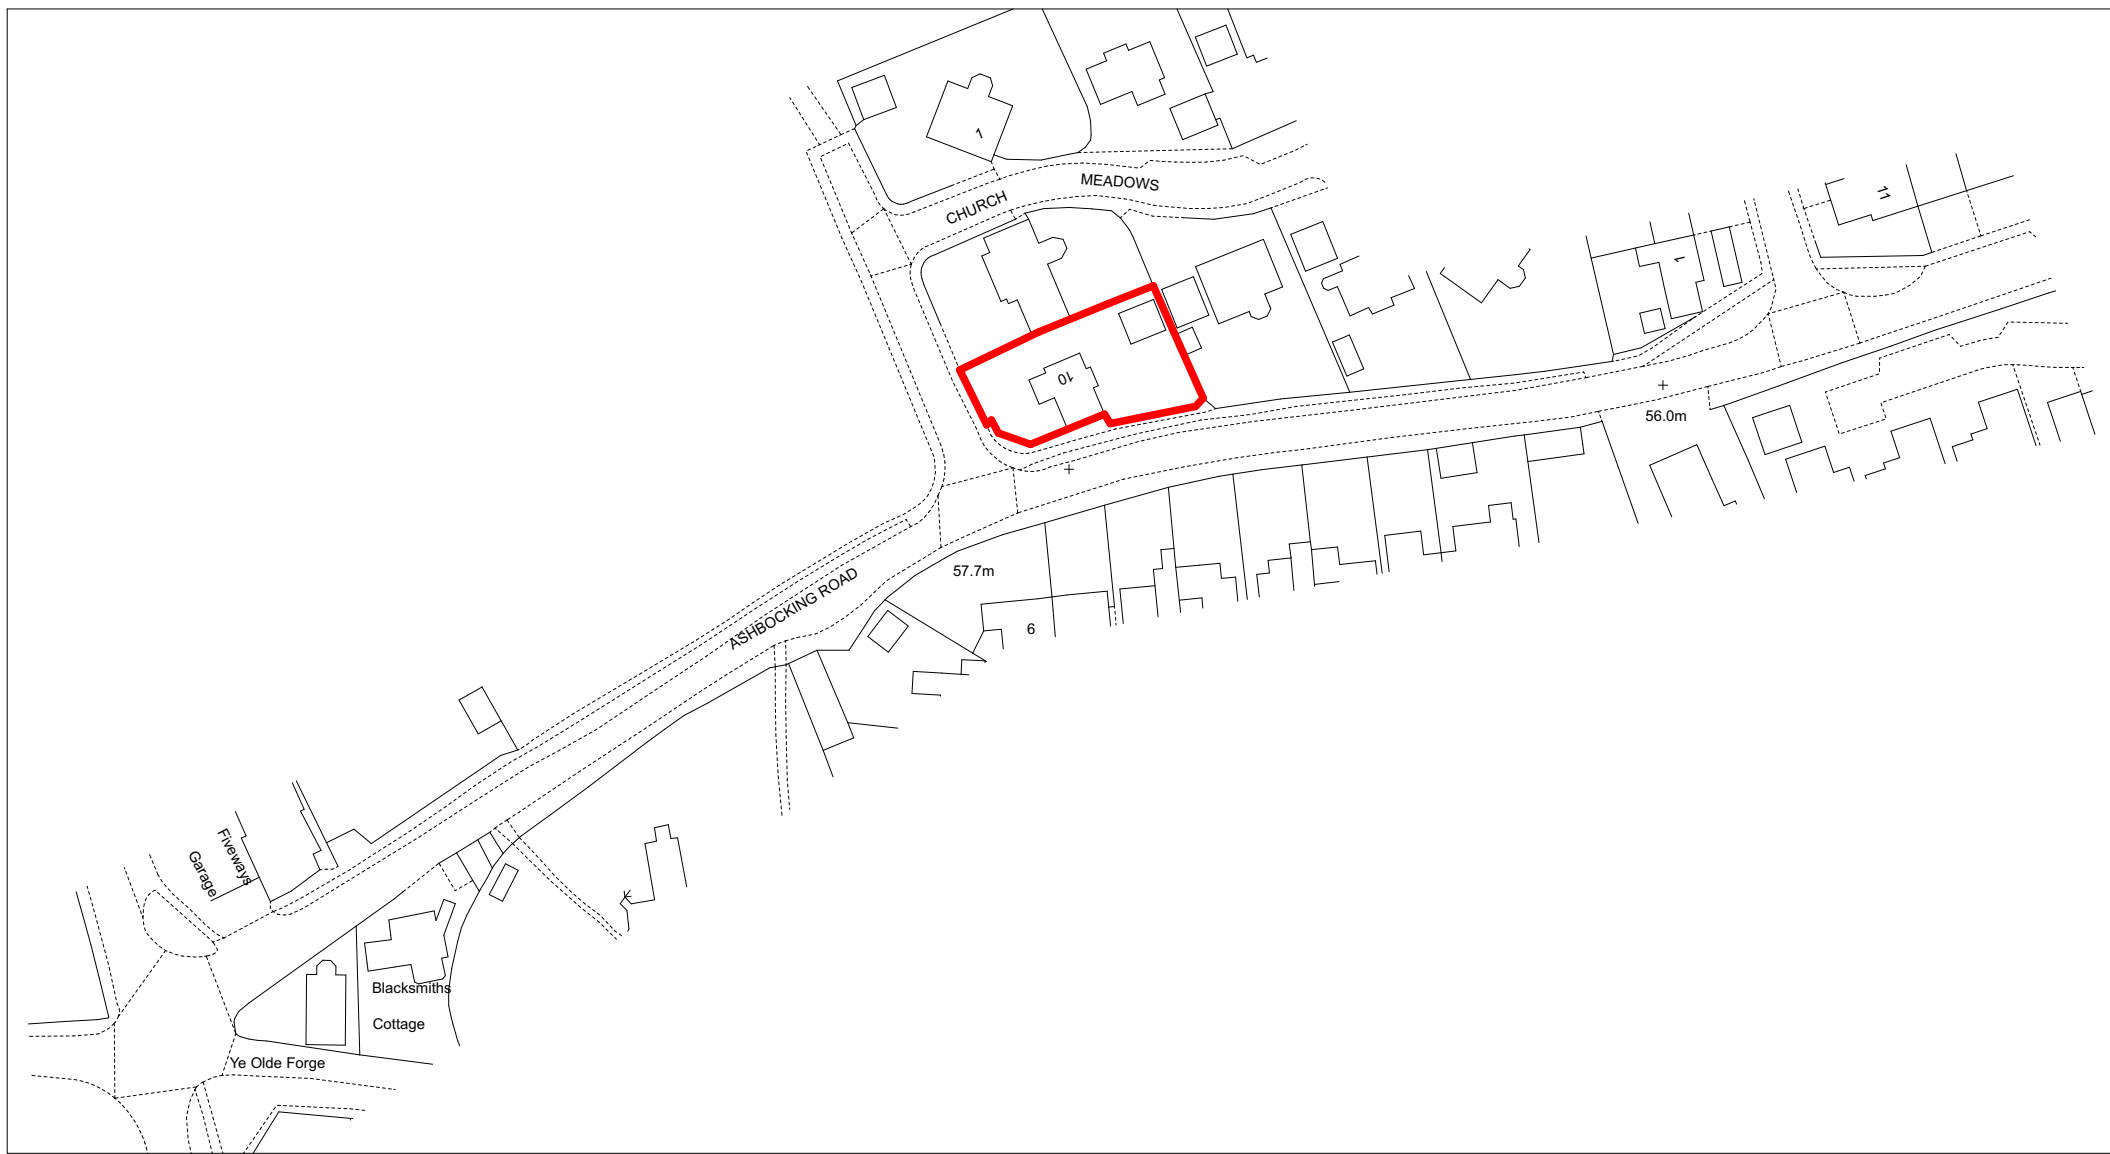 1
MEADOWS
CHURCH
11
1
10
56.0m
57.7m
ASHBOCKING ROAD
6
Fiveways
Garage
Blacksmiths
Cottage
Ye Olde Forge